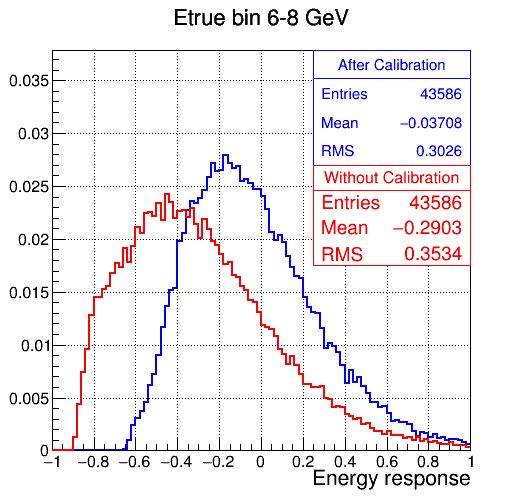 Etrue bin 6-8 GeV
After Calibration
Entries 43586
Mean −0.03708
RMS 0.3026
Without Calibration
Entries 43586
Mean −0.2903
RMS 0.3534
0.035
0.03
0.025
0.02
0.015
0.01
0.005
0
−1 −0.8 −0.6 −0.4 −0.2 0 0.2 0.4 0.6 0.8 1
Energy response